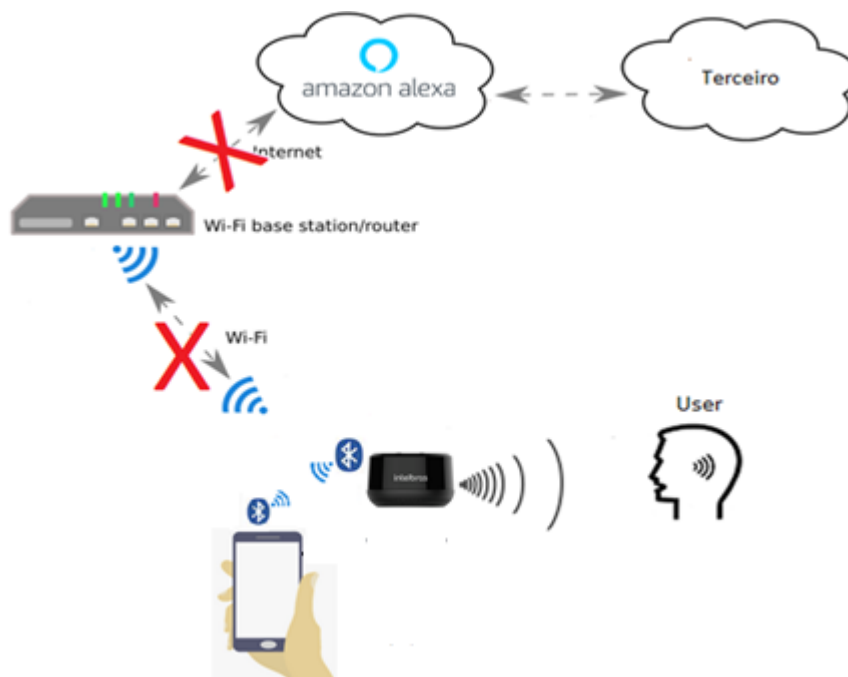 amazon alexa
Terceiro
Internet
Wi-Fi base station/router
Wi-Fi
User
intelbras